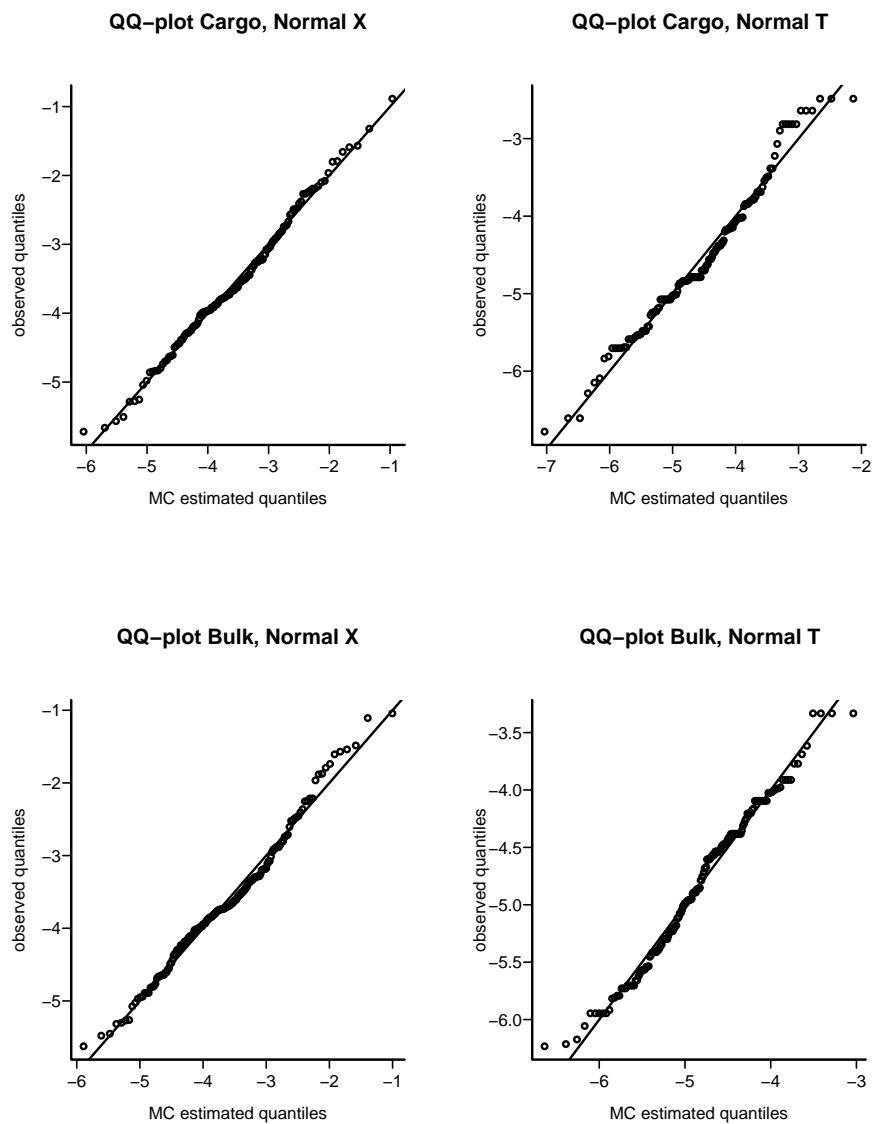 QQ−plot Cargo, Normal X
−1
−2
−3
−4
−5
observed quantiles
−6 −5 −4 −3 −2 −1
MC estimated quantiles
QQ−plot Cargo, Normal T
−3
−4
−5
−6
observed quantiles
−7 −6 −5 −4 −3 −2
MC estimated quantiles
QQ−plot Bulk, Normal X
−1
−2
−3
−4
−5
observed quantiles
−6 −5 −4 −3 −2 −1
MC estimated quantiles
QQ−plot Bulk, Normal T
−3.5
−4.0
−4.5
−5.0
−5.5
−6.0
observed quantiles
−6 −5 −4 −3
MC estimated quantiles